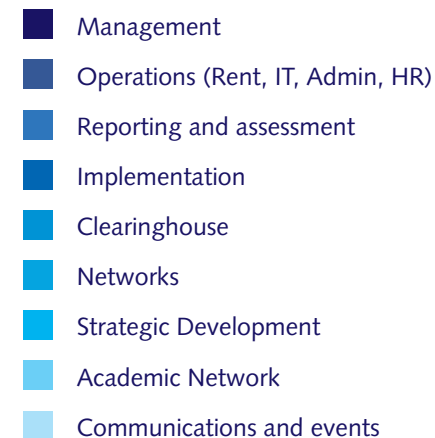 Management
Operations (Rent, IT, Admin, HR)
Reporting and assessment
Implementation
Clearinghouse
Networks
Strategic Development
Academic Network
Communications and events